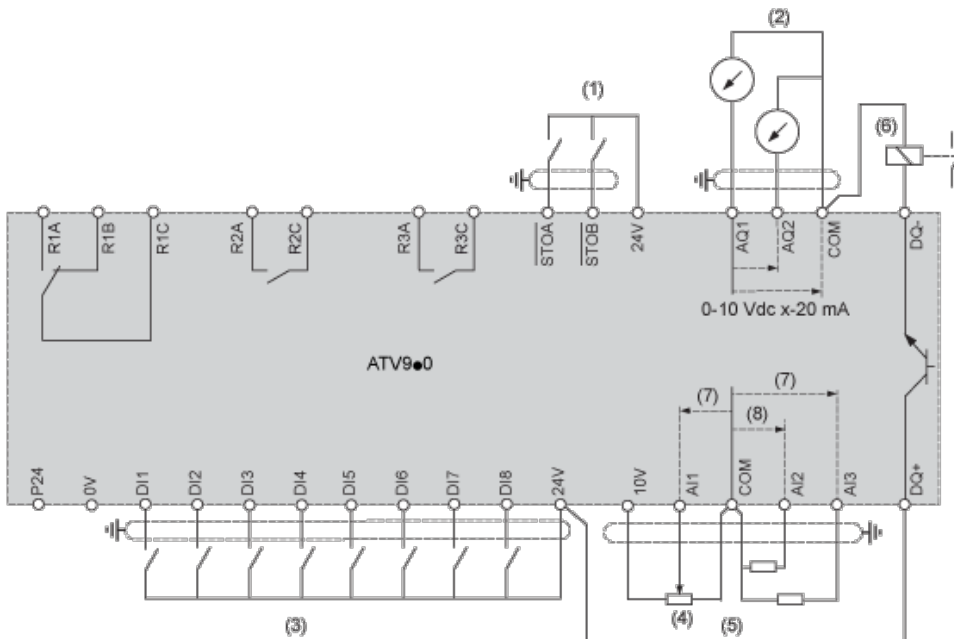 (2)
(1)
(6)
R1A
R1B
R1C
R2A
R2C
R3A
R3C
STOA
STOB
24V
AQ1
AQ2
COM
DQ-
0-10 Vdc x-20 mA
ATV9●0
(7)
(7)
(8)
P24
0V
DI1
DI2
DI3
DI4
DI5
DI6
DI7
DI8
24V
10V
AI1
COM
AI2
AI3
DQ+
(3)
(4)
(5)